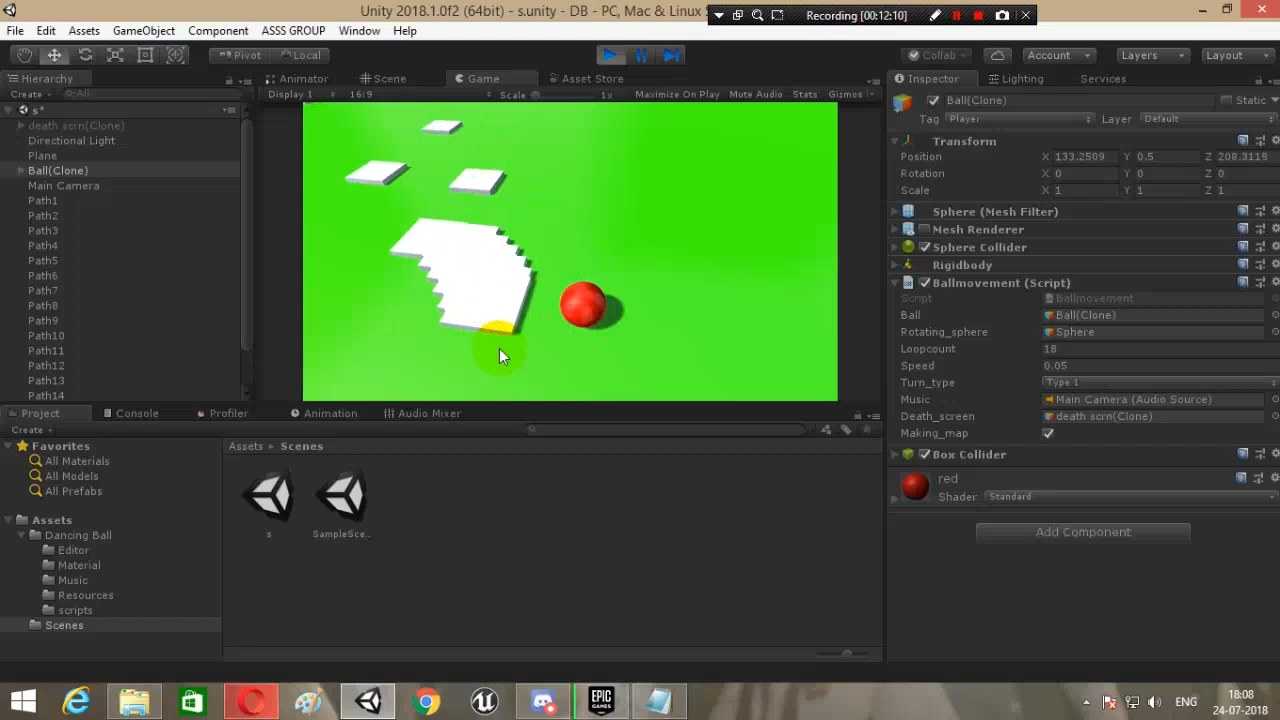 Unity 2018.1.0f2 (64bit) - s.unity - DB - PC, Mac & Linux S
Recording [00:12:10]
File Edit Assets GameObject Component ASSS GROUP Window Help
Pivot Local Collab Account Layers Layout
Hierarchy Animator Scene Game Asset Store Inspector Lighting Services
Create All Display 1 16:9 Scale 1x Maximize On Play Mute Audio Stats Gizmos Ball(Clone) Static
s*
Tag Player Layer Default
death scrn(Clone)
Directional Light
Plane
Ball(Clone)
Main Camera
Path1
Path2
Path3
Path4
Path5
Path6
Path7
Path8
Path9
Path10
Path11
Path12
Path13
Path14
Transform
Position X 133.2509 Y 0.5 Z 208.3119
Rotation X 0 Y 0 Z 0
Scale X 1 Y 1 Z 1
Sphere (Mesh Filter)
Mesh Renderer
Sphere Collider
Rigidbody
Ballmovement (Script)
Script Ballmovement
Ball Ball(Clone)
Rotating_sphere Sphere
Loopcount 18
Speed 0.05
Turn_type Type 1
Music Main Camera (Audio Source)
Death_screen death scrn(Clone)
Making_map
Box Collider
red
Shader Standard
Add Component
Project Console Profiler Animation Audio Mixer
Create
Favorites
All Materials
All Models
All Prefabs
Assets
Dancing Ball
Editor
Material
Music
Resources
scripts
Scenes
Assets Scenes
s SampleSce...
EPIC GAMES
ENG
18:08
24-07-2018